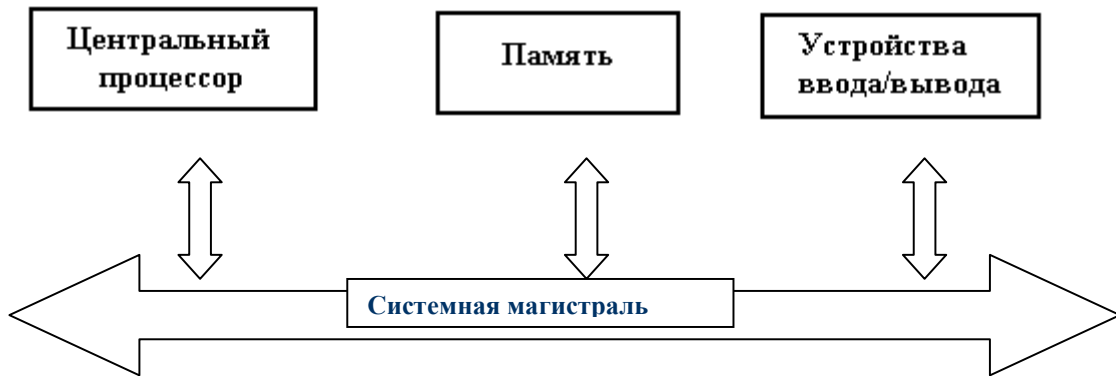 Центральный
процессор
Память
Устройства
ввода/вывода
Системная магистраль